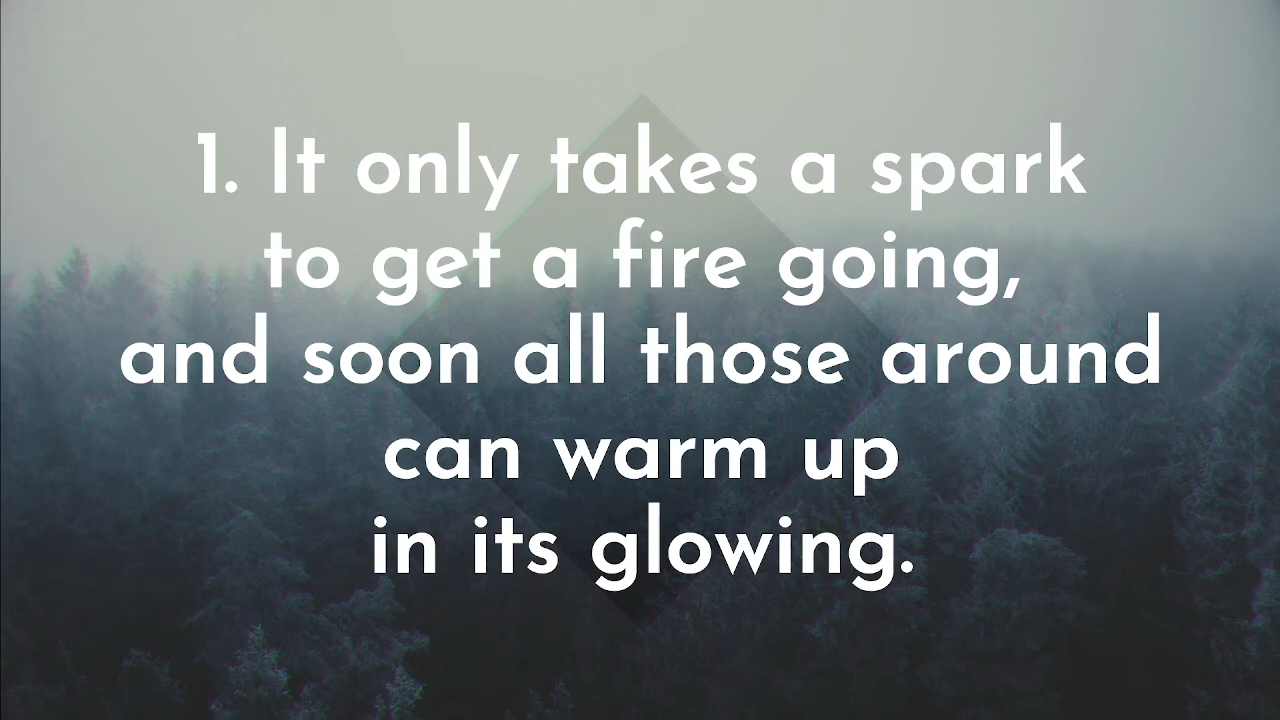 1. It only takes a spark
to get a fire going,
and soon all those around
can warm up
in its glowing.